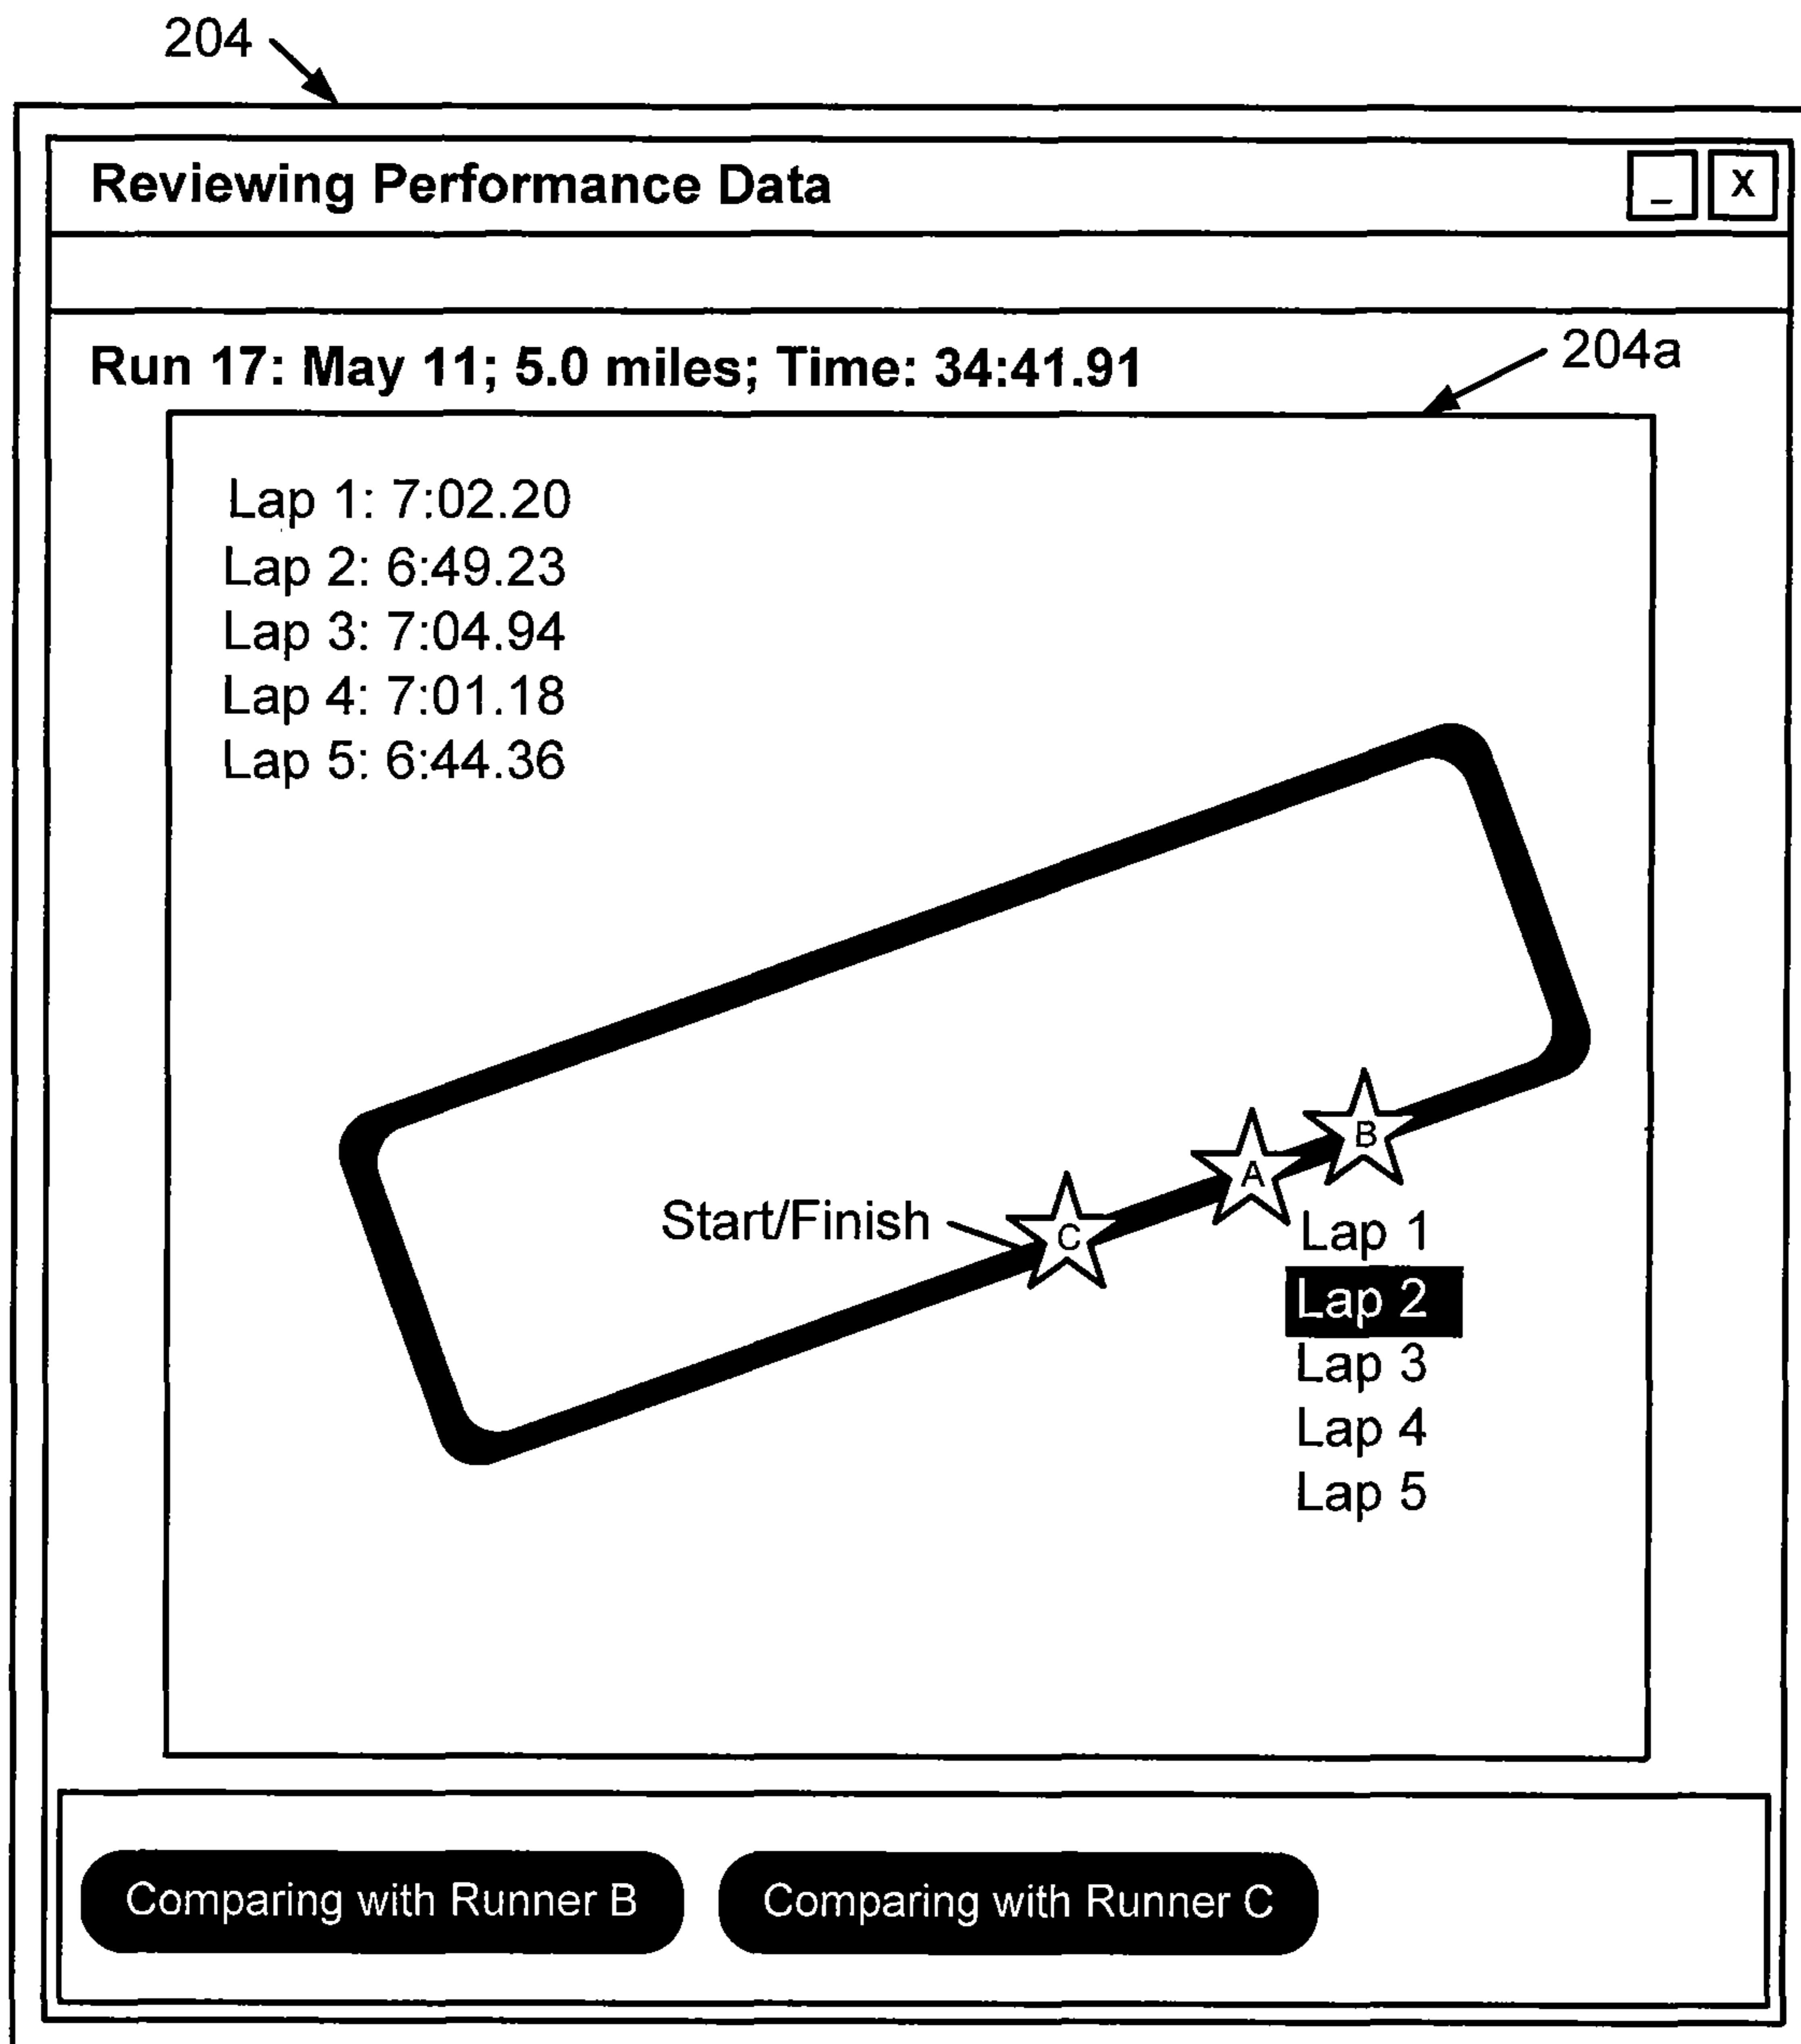 204
Reviewing Performance Data
_ X
Run 17: May 11; 5.0 miles; Time: 34:41.91
204a
Lap 1: 7:02.20
Lap 2: 6:49.23
Lap 3: 7:04.94
Lap 4: 7:01.18
Lap 5: 6:44.36
B
A
Start/Finish
C
Lap 1
Lap 2
Lap 3
Lap 4
Lap 5
Comparing with Runner B
Comparing with Runner C